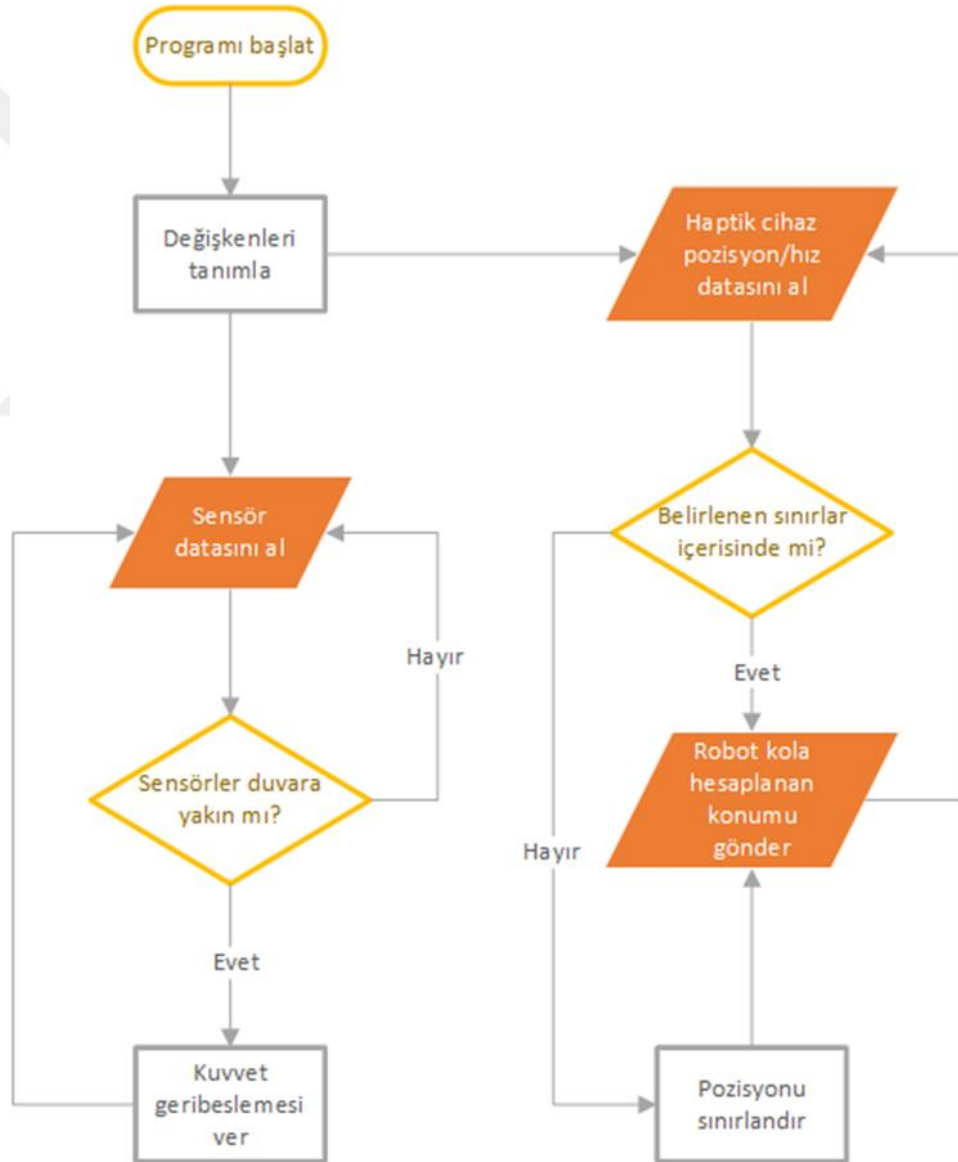 Programı başlat
Değişkenleri
tanımla
Haptik cihaz
pozisyon/hız
datasını al
Sensör
datasını al
Belirlenen sınırlar
içerisinde mi?
Hayır
Evet
Sensörler duvara
yakın mı?
Robot kola
hesaplanan
konumu
gönder
Hayır
Evet
Kuvvet
geribeslemesi
ver
Pozisyonu
sınırlandır